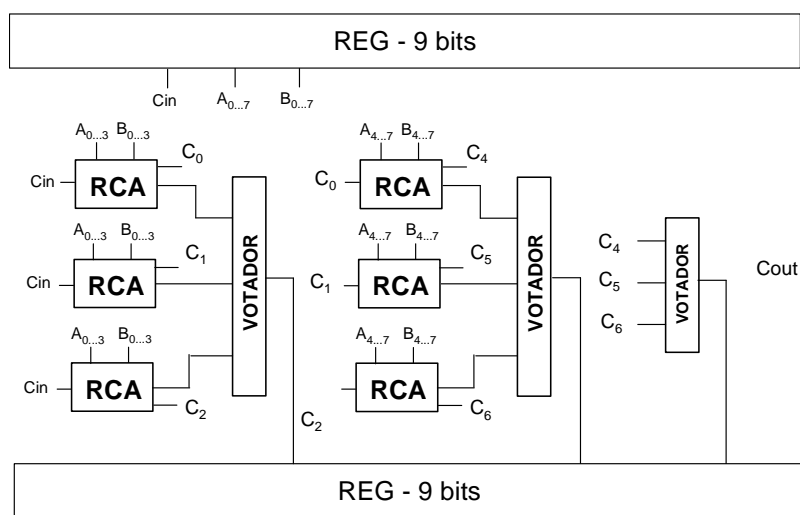 REG - 9 bits
Cin
A0...7
B0...7
A0...3 B0...3
C0
Cin
RCA
A0...3 B0...3
C1
Cin
RCA
A0...3 B0...3
Cin
RCA
C2
VOTADOR
C2
A4...7 B4...7
C4
C0
RCA
A4...7 B4...7
C5
C1
RCA
A4...7 B4...7
RCA
C6
VOTADOR
C4
C5
C6
VOTADOR
Cout
REG - 9 bits